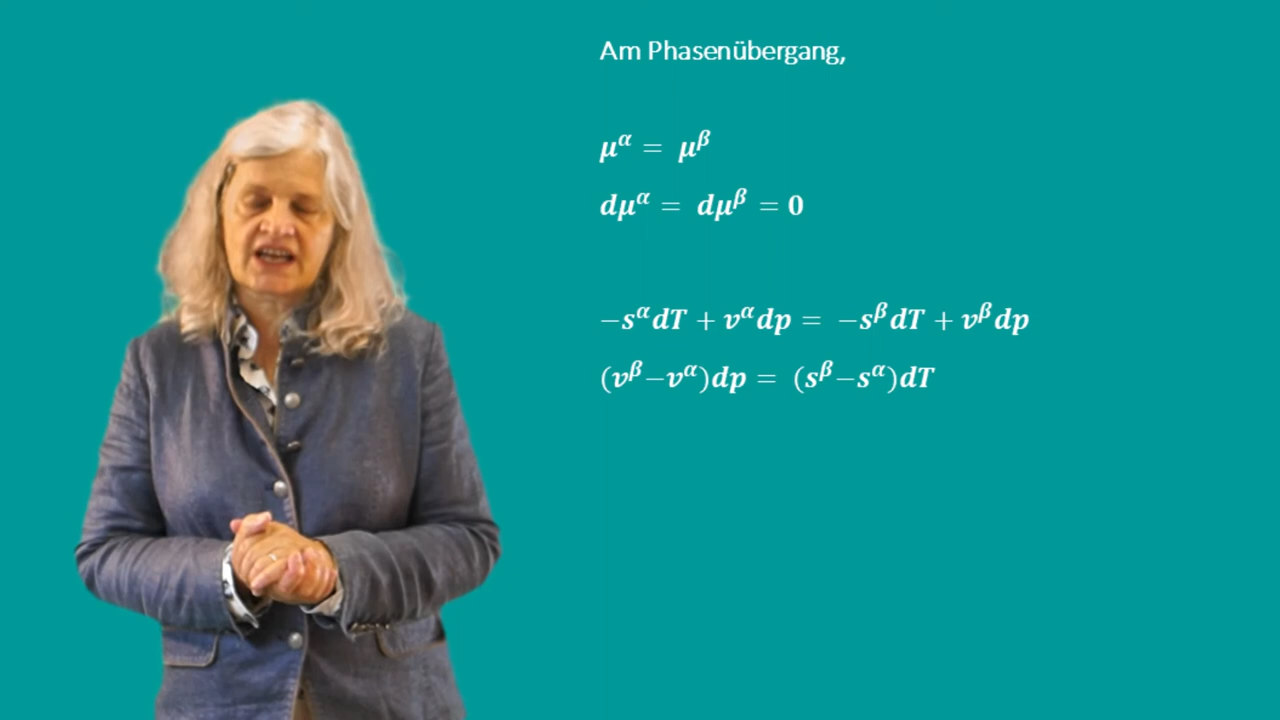 Am Phasenübergang,
μ^α = μ^β
dμ^α = dμ^β = 0
−s^α dT + v^α dp = −s^β dT + v^β dp
(v^β−v^α)dp = (s^β−s^α)dT